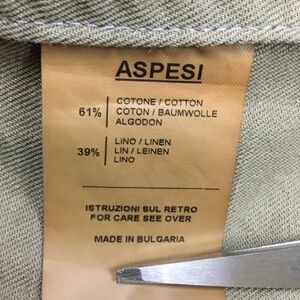 ASPESI
61% COTONE / COTTON
COTON / BAUMWOLLE
ALGODON
39% LINO / LINEN
LIN / LEINEN
LINO
ISTRUZIONI SUL RETRO
FOR CARE SEE OVER
MADE IN BULGARIA